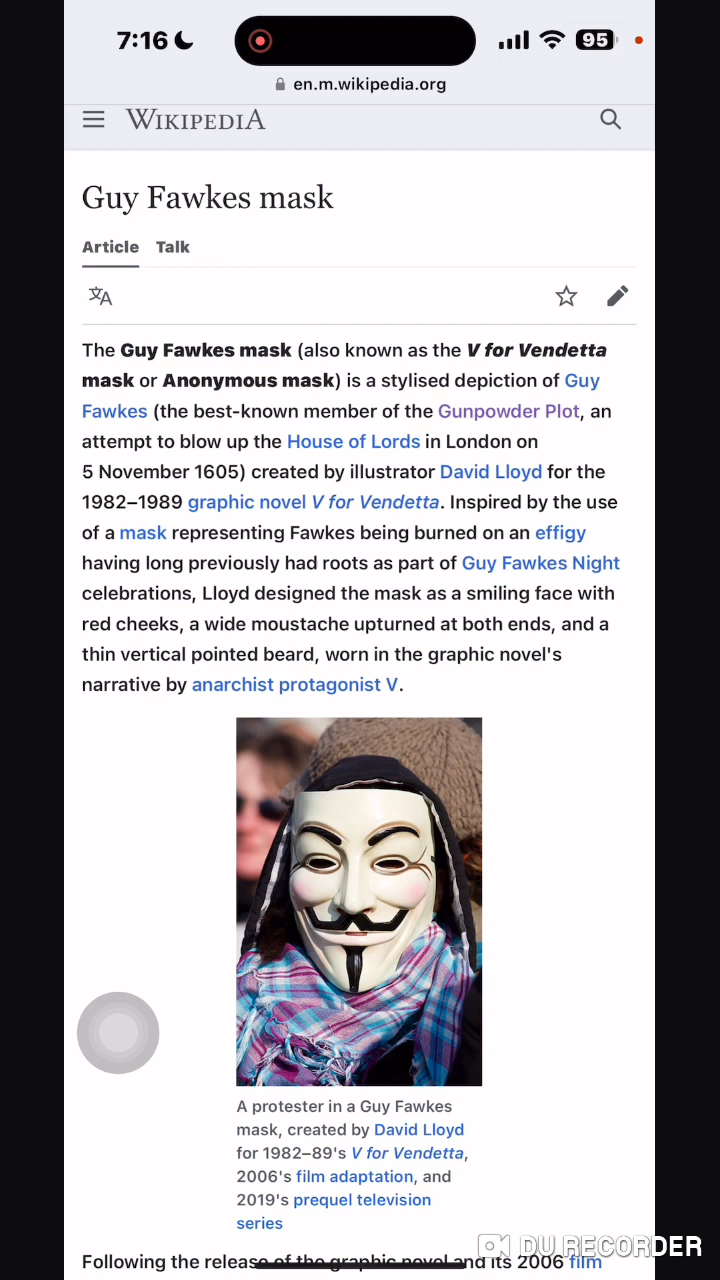 7:16
95
en.m.wikipedia.org
WIKIPEDIA
Guy Fawkes mask
Article Talk
The Guy Fawkes mask (also known as the V for Vendetta
mask or Anonymous mask) is a stylised depiction of Guy
Fawkes (the best-known member of the Gunpowder Plot, an
attempt to blow up the House of Lords in London on
5 November 1605) created by illustrator David Lloyd for the
1982–1989 graphic novel V for Vendetta. Inspired by the use
of a mask representing Fawkes being burned on an effigy
having long previously had roots as part of Guy Fawkes Night
celebrations, Lloyd designed the mask as a smiling face with
red cheeks, a wide moustache upturned at both ends, and a
thin vertical pointed beard, worn in the graphic novel's
narrative by anarchist protagonist V.
A protester in a Guy Fawkes
mask, created by David Lloyd
for 1982–89's V for Vendetta,
2006's film adaptation, and
2019's prequel television
series
Following the release of the graphic novel and its 2006 film
DU RECORDER